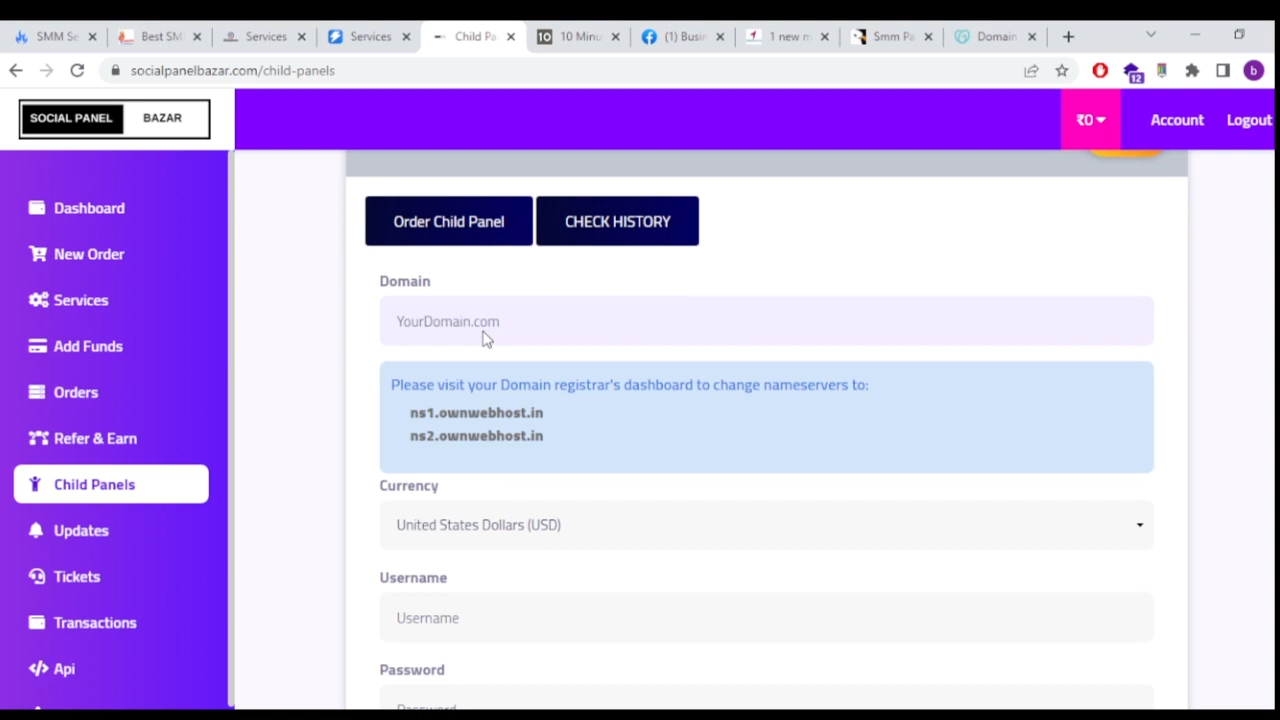 SMM Se
Best SMI
Services
Services
Child Pa
10 Minu
(1) Busin
1 new m
Smm Pa
Domain
socialpanelbazar.com/child-panels
12
b
SOCIAL PANEL BAZAR
₹0
Account
Logout
Dashboard
New Order
Services
Add Funds
Orders
Refer & Earn
Child Panels
Updates
Tickets
Transactions
Api
Order Child Panel
CHECK HISTORY
Domain
YourDomain.com
Please visit your Domain registrar's dashboard to change nameservers to:
ns1.ownwebhost.in
ns2.ownwebhost.in
Currency
United States Dollars (USD)
Username
Username
Password
Password